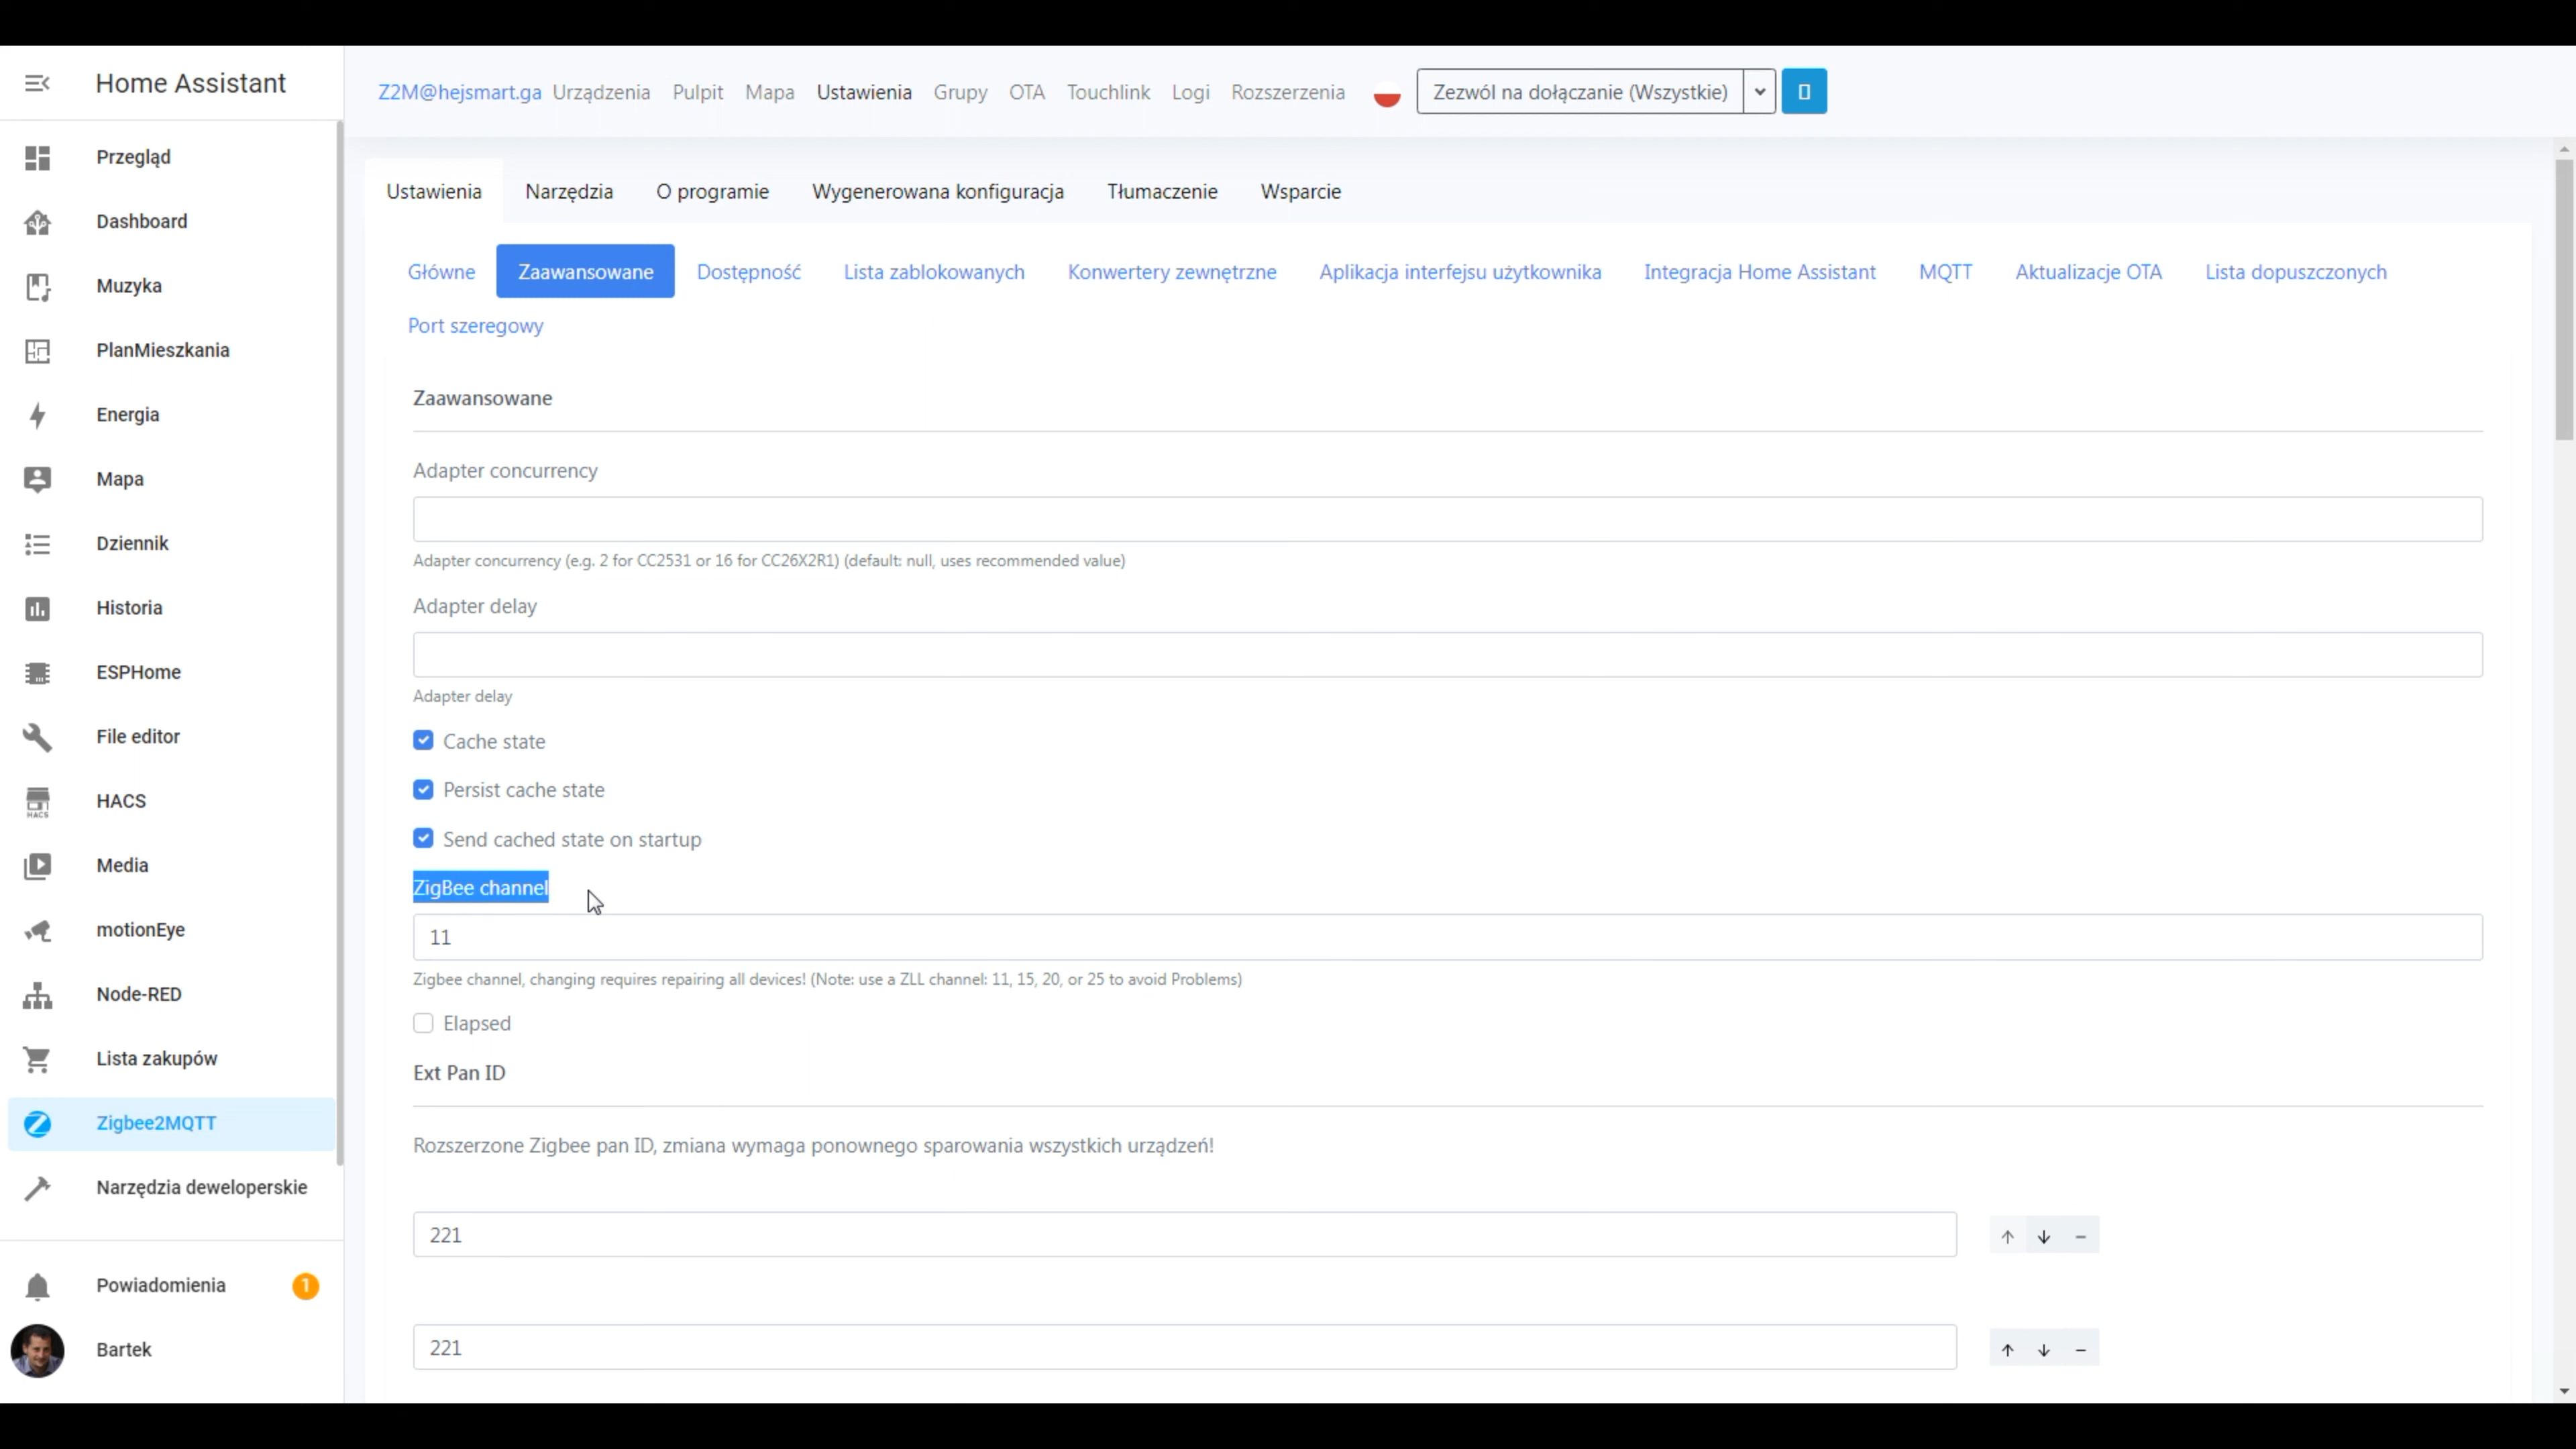 Home Assistant
Przegląd
Dashboard
Muzyka
PlanMieszkania
Energia
Mapa
Dziennik
Historia
ESPHome
File editor
HACS
HACS
Media
motionEye
Node-RED
Lista zakupów
Zigbee2MQTT
Narzędzia deweloperskie
Powiadomienia 1
Bartek
Z2M@hejsmart.ga Urządzenia Pulpit Mapa Ustawienia Grupy OTA Touchlink Logi Rozszerzenia Zezwól na dołączanie (Wszystkie)
Ustawienia Narzędzia O programie Wygenerowana konfiguracja Tłumaczenie Wsparcie
Główne Zaawansowane Dostępność Lista zablokowanych Konwertery zewnętrzne Aplikacja interfejsu użytkownika Integracja Home Assistant MQTT Aktualizacje OTA Lista dopuszczonych
Port szeregowy
Zaawansowane
Adapter concurrency
Adapter concurrency (e.g. 2 for CC2531 or 16 for CC26X2R1) (default: null, uses recommended value)
Adapter delay
Adapter delay
Cache state
Persist cache state
Send cached state on startup
ZigBee channel
11
Zigbee channel, changing requires repairing all devices! (Note: use a ZLL channel: 11, 15, 20, or 25 to avoid Problems)
Elapsed
Ext Pan ID
Rozszerzone Zigbee pan ID, zmiana wymaga ponownego sparowania wszystkich urządzeń!
221
221